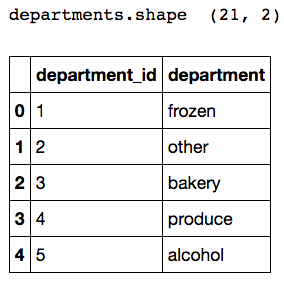 departments.shape (21, 2)
department_id department
0 1 frozen
1 2 other
2 3 bakery
3 4 produce
4 5 alcohol